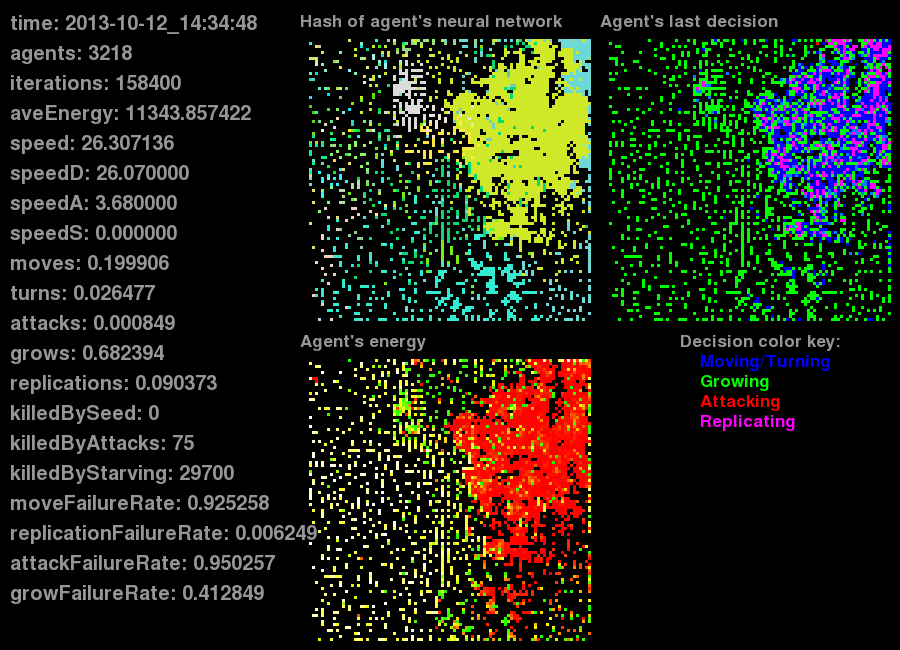 time: 2013-10-12_14:34:48
agents: 3218
iterations: 158400
aveEnergy: 11343.857422
speed: 26.307136
speedD: 26.070000
speedA: 3.680000
speedS: 0.000000
moves: 0.199906
turns: 0.026477
attacks: 0.000849
grows: 0.682394
replications: 0.090373
killedBySeed: 0
killedByAttacks: 75
killedByStarving: 29700
moveFailureRate: 0.925258
replicationFailureRate: 0.006249
attackFailureRate: 0.950257
growFailureRate: 0.412849
Hash of agent's neural network
Agent's last decision
Agent's energy
Decision color key:
Moving/Turning
Growing
Attacking
Replicating